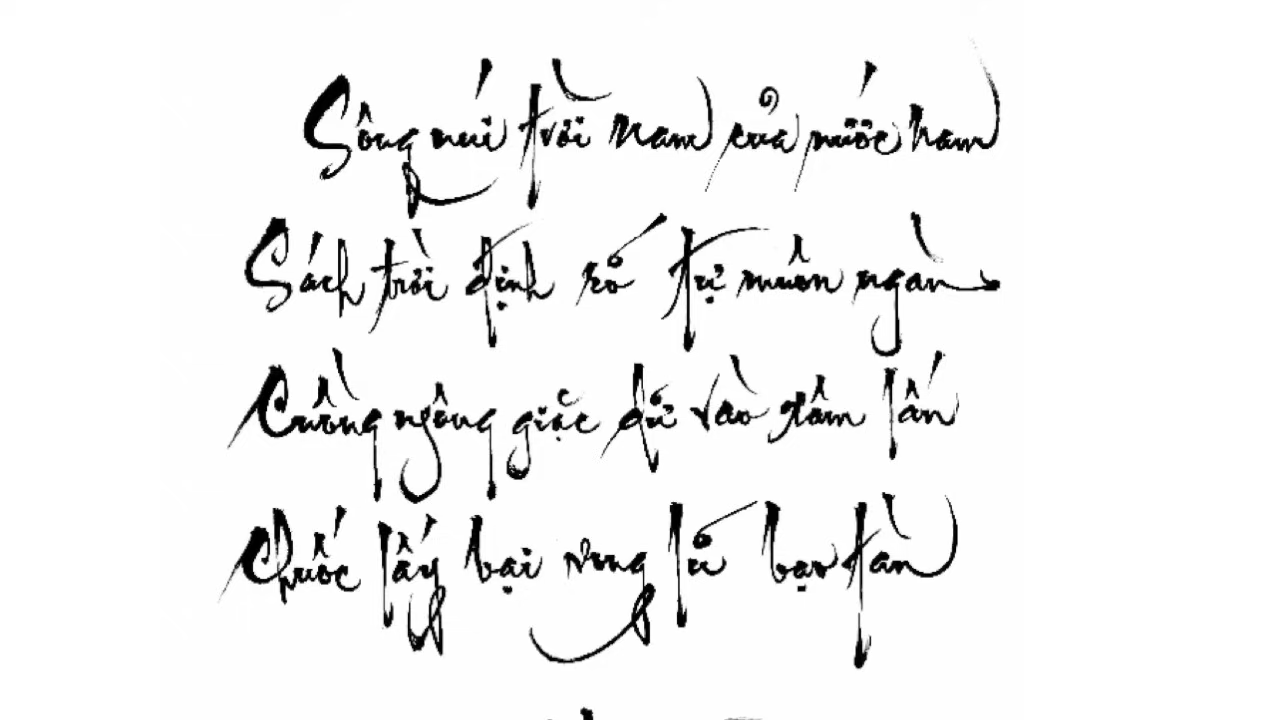 Sông núi trời Nam của nước Nam
Sách trời định rõ tự muôn ngàn
Cuồng ngông giặc dữ vào xâm lấn
Chuốc lấy bại vong lũ bạo tàn